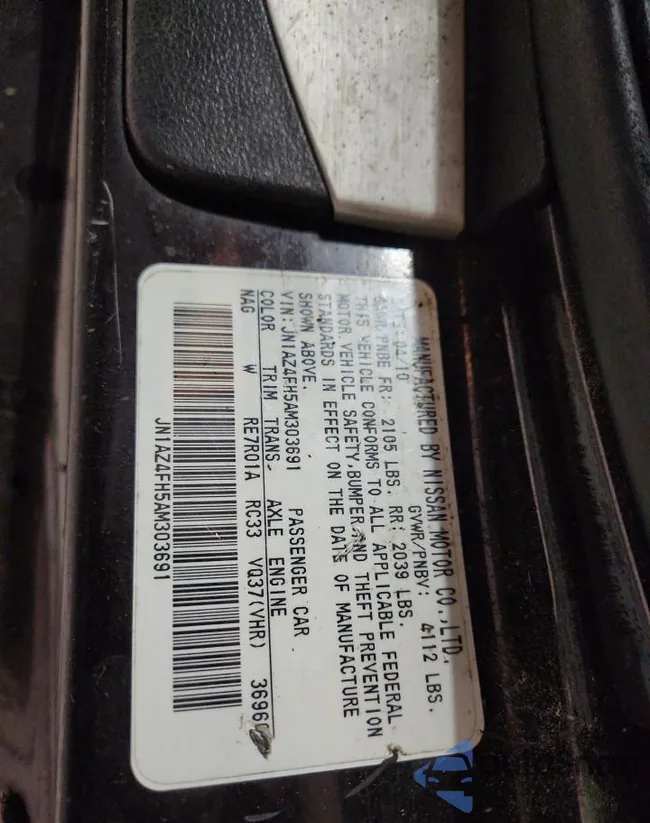 MANUFACTURED BY NISSAN MOTOR CO.,LTD.
04/10 GVWR/PNBV: 4112 LBS.
GAWR/PNBE FR: 2105 LBS. RR: 2039 LBS.
THIS VEHICLE CONFORMS TO ALL APPLICABLE FEDERAL
MOTOR VEHICLE SAFETY,BUMPER,AND THEFT PREVENTION
STANDARDS IN EFFECT ON THE DATE OF MANUFACTURE
SHOWN ABOVE.
VIN:JN1AZ4FH5AM303691 PASSENGER CAR
COLOR TRIM TRANS, AXLE ENGINE
NAG W RE7R01A RC33 VQ37(VHR)
JN1AZ4FH5AM303691